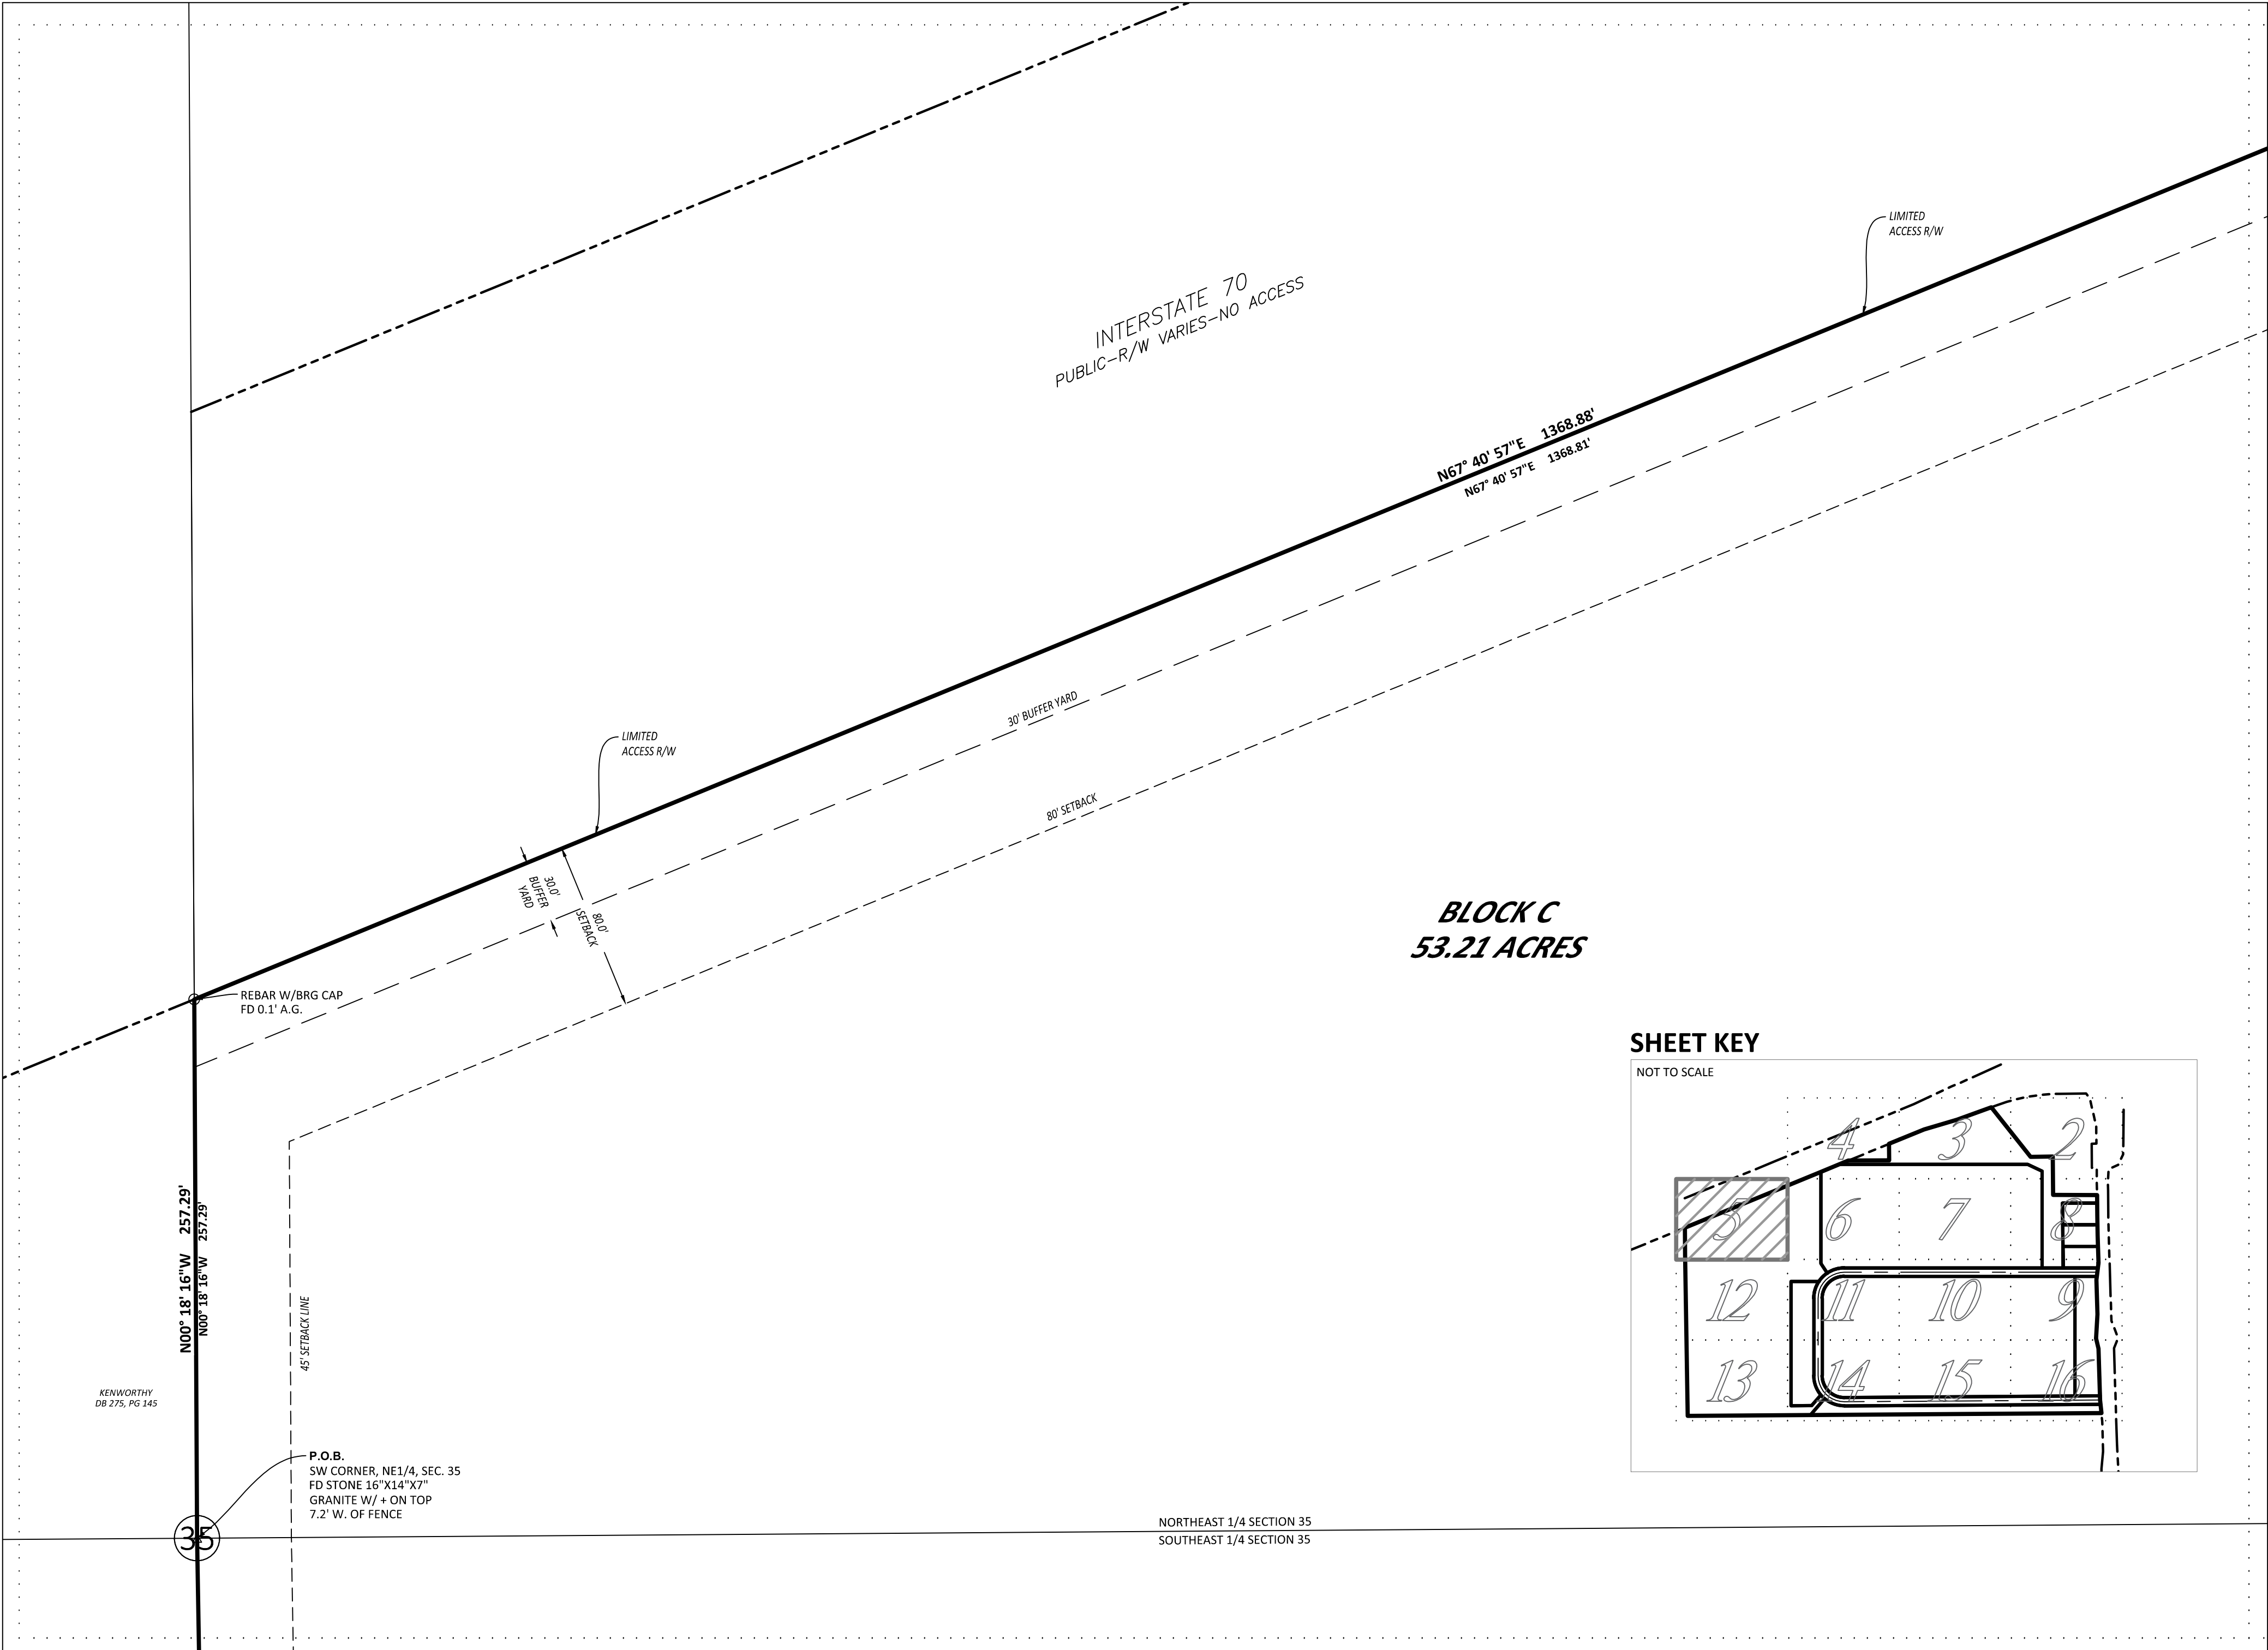 LIMITED
ACCESS R/W
INTERSTATE 70
PUBLIC-R/W VARIES-NO ACCESS
N67° 40' 57"E 1368.88'
N67° 40' 57"E 1368.81'
30' BUFFER YARD
LIMITED
ACCESS R/W
80' SETBACK
30.0'
BUFFER
YARD
80.0'
SETBACK
BLOCK C
53.21 ACRES
REBAR W/BRG CAP
FD 0.1' A.G.
SHEET KEY
NOT TO SCALE
4
3
2
5
6
7
8
12
11
10
9
13
14
15
16
N00° 18' 16"W 257.29'
N00° 18' 16"W 257.29'
45' SETBACK LINE
KENWORTHY
DB 275, PG 145
P.O.B.
SW CORNER, NE1/4, SEC. 35
FD STONE 16"X14"X7"
GRANITE W/ + ON TOP
7.2' W. OF FENCE
35
NORTHEAST 1/4 SECTION 35
SOUTHEAST 1/4 SECTION 35